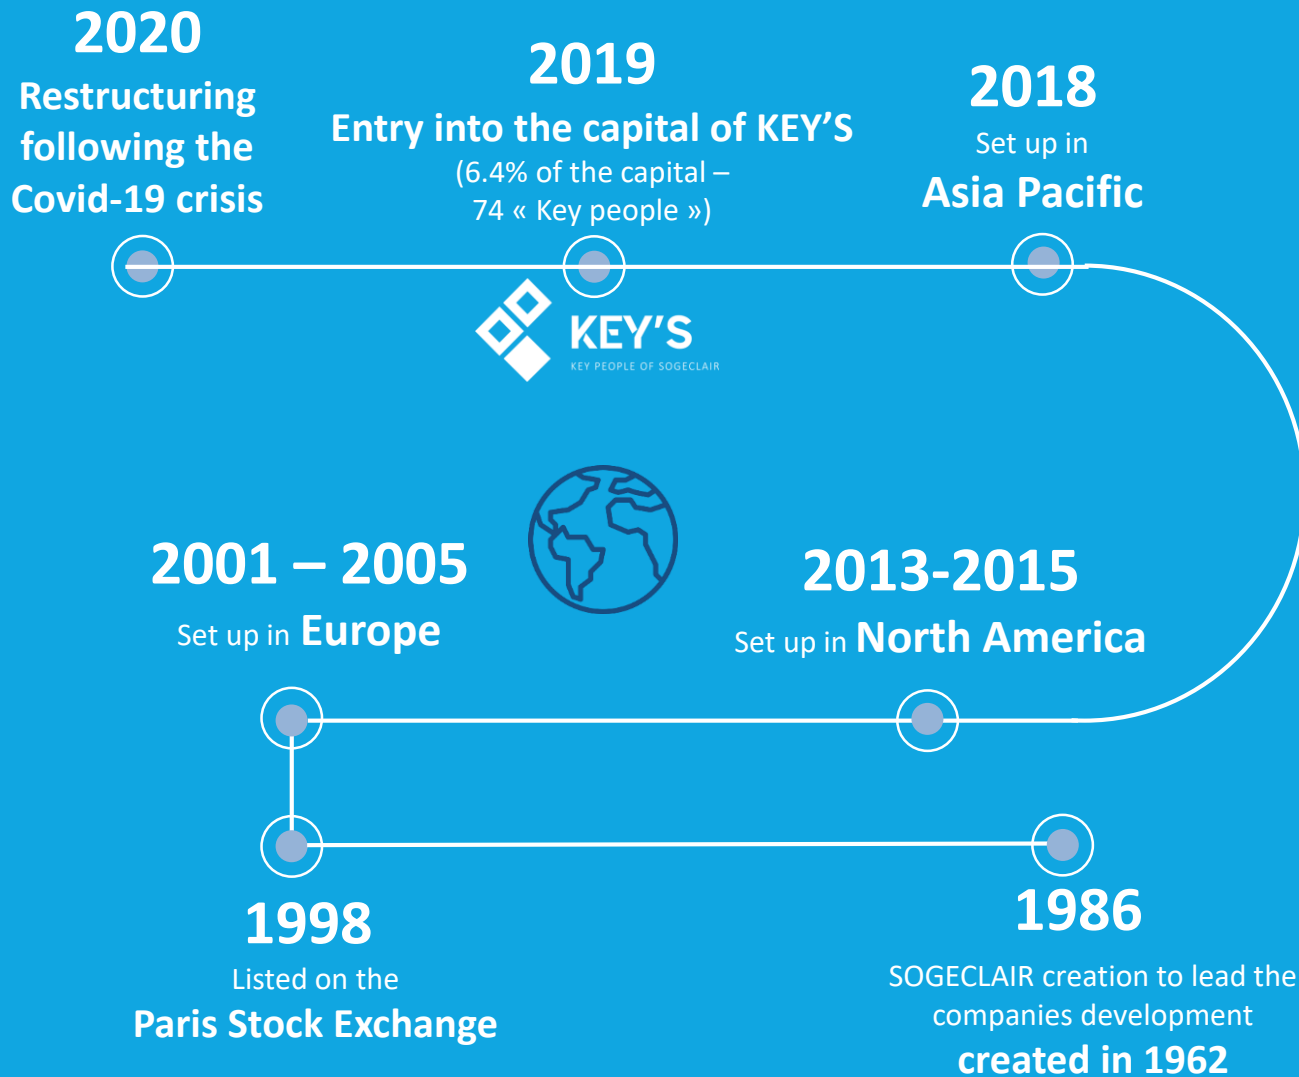 2020
Restructuring
following the
Covid-19 crisis
2019
Entry into the capital of KEY'S
(6.4% of the capital –
74 « Key people »)
2018
Set up in
Asia Pacific
KEY'S
KEY PEOPLE OF SOGECLAIR
2001 – 2005
Set up in Europe
2013-2015
Set up in North America
1998
Listed on the
Paris Stock Exchange
1986
SOGECLAIR creation to lead the
companies development
created in 1962